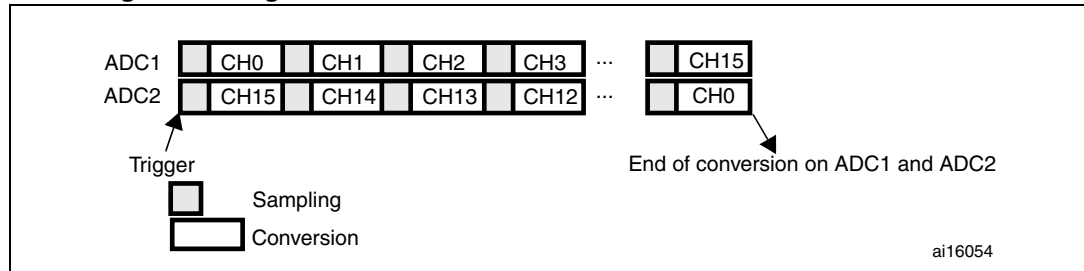 ADC1 CH0 CH1 CH2 CH3 ... CH15
ADC2 CH15 CH14 CH13 CH12 ... CH0
Trigger
End of conversion on ADC1 and ADC2
Sampling
Conversion
ai16054